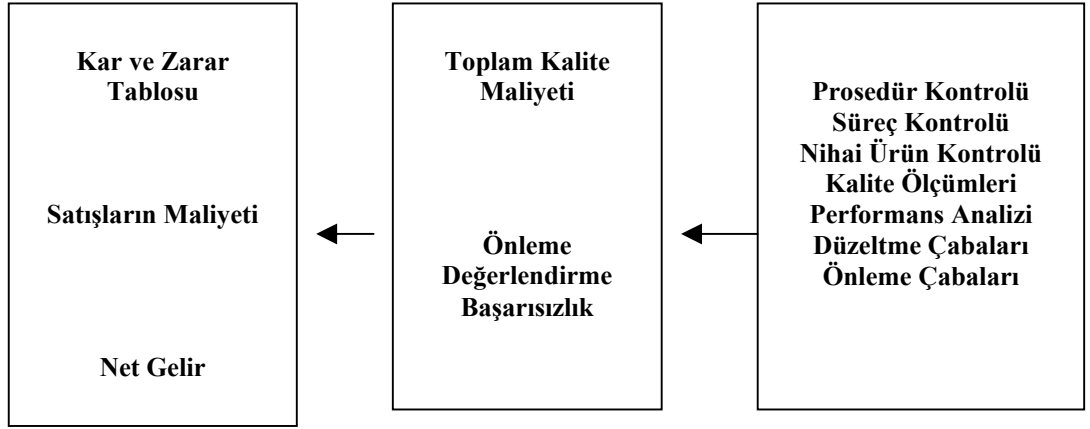 Kar ve Zarar
Tablosu
Satışların Maliyeti
Net Gelir
Toplam Kalite
Maliyeti
Önleme
Değerlendirme
Başarısızlık
Prosedür Kontrolü
Süreç Kontrolü
Nihai Ürün Kontrolü
Kalite Ölçümleri
Performans Analizi
Düzeltme Çabaları
Önleme Çabaları